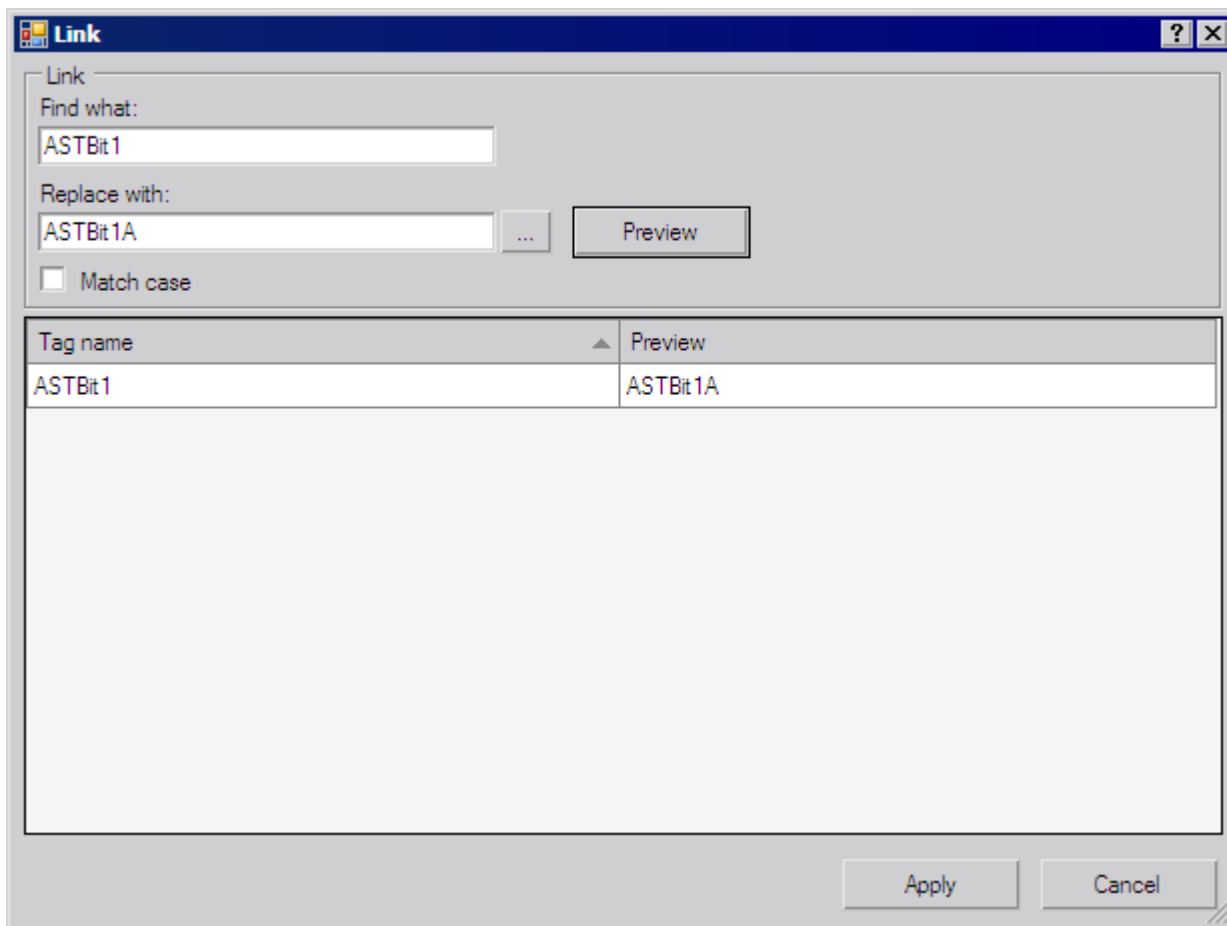 Link
Link
Find what:
ASTBit1
Replace with:
ASTBit1A
... Preview
Match case
Tag name Preview
ASTBit1 ASTBit1A
Apply Cancel